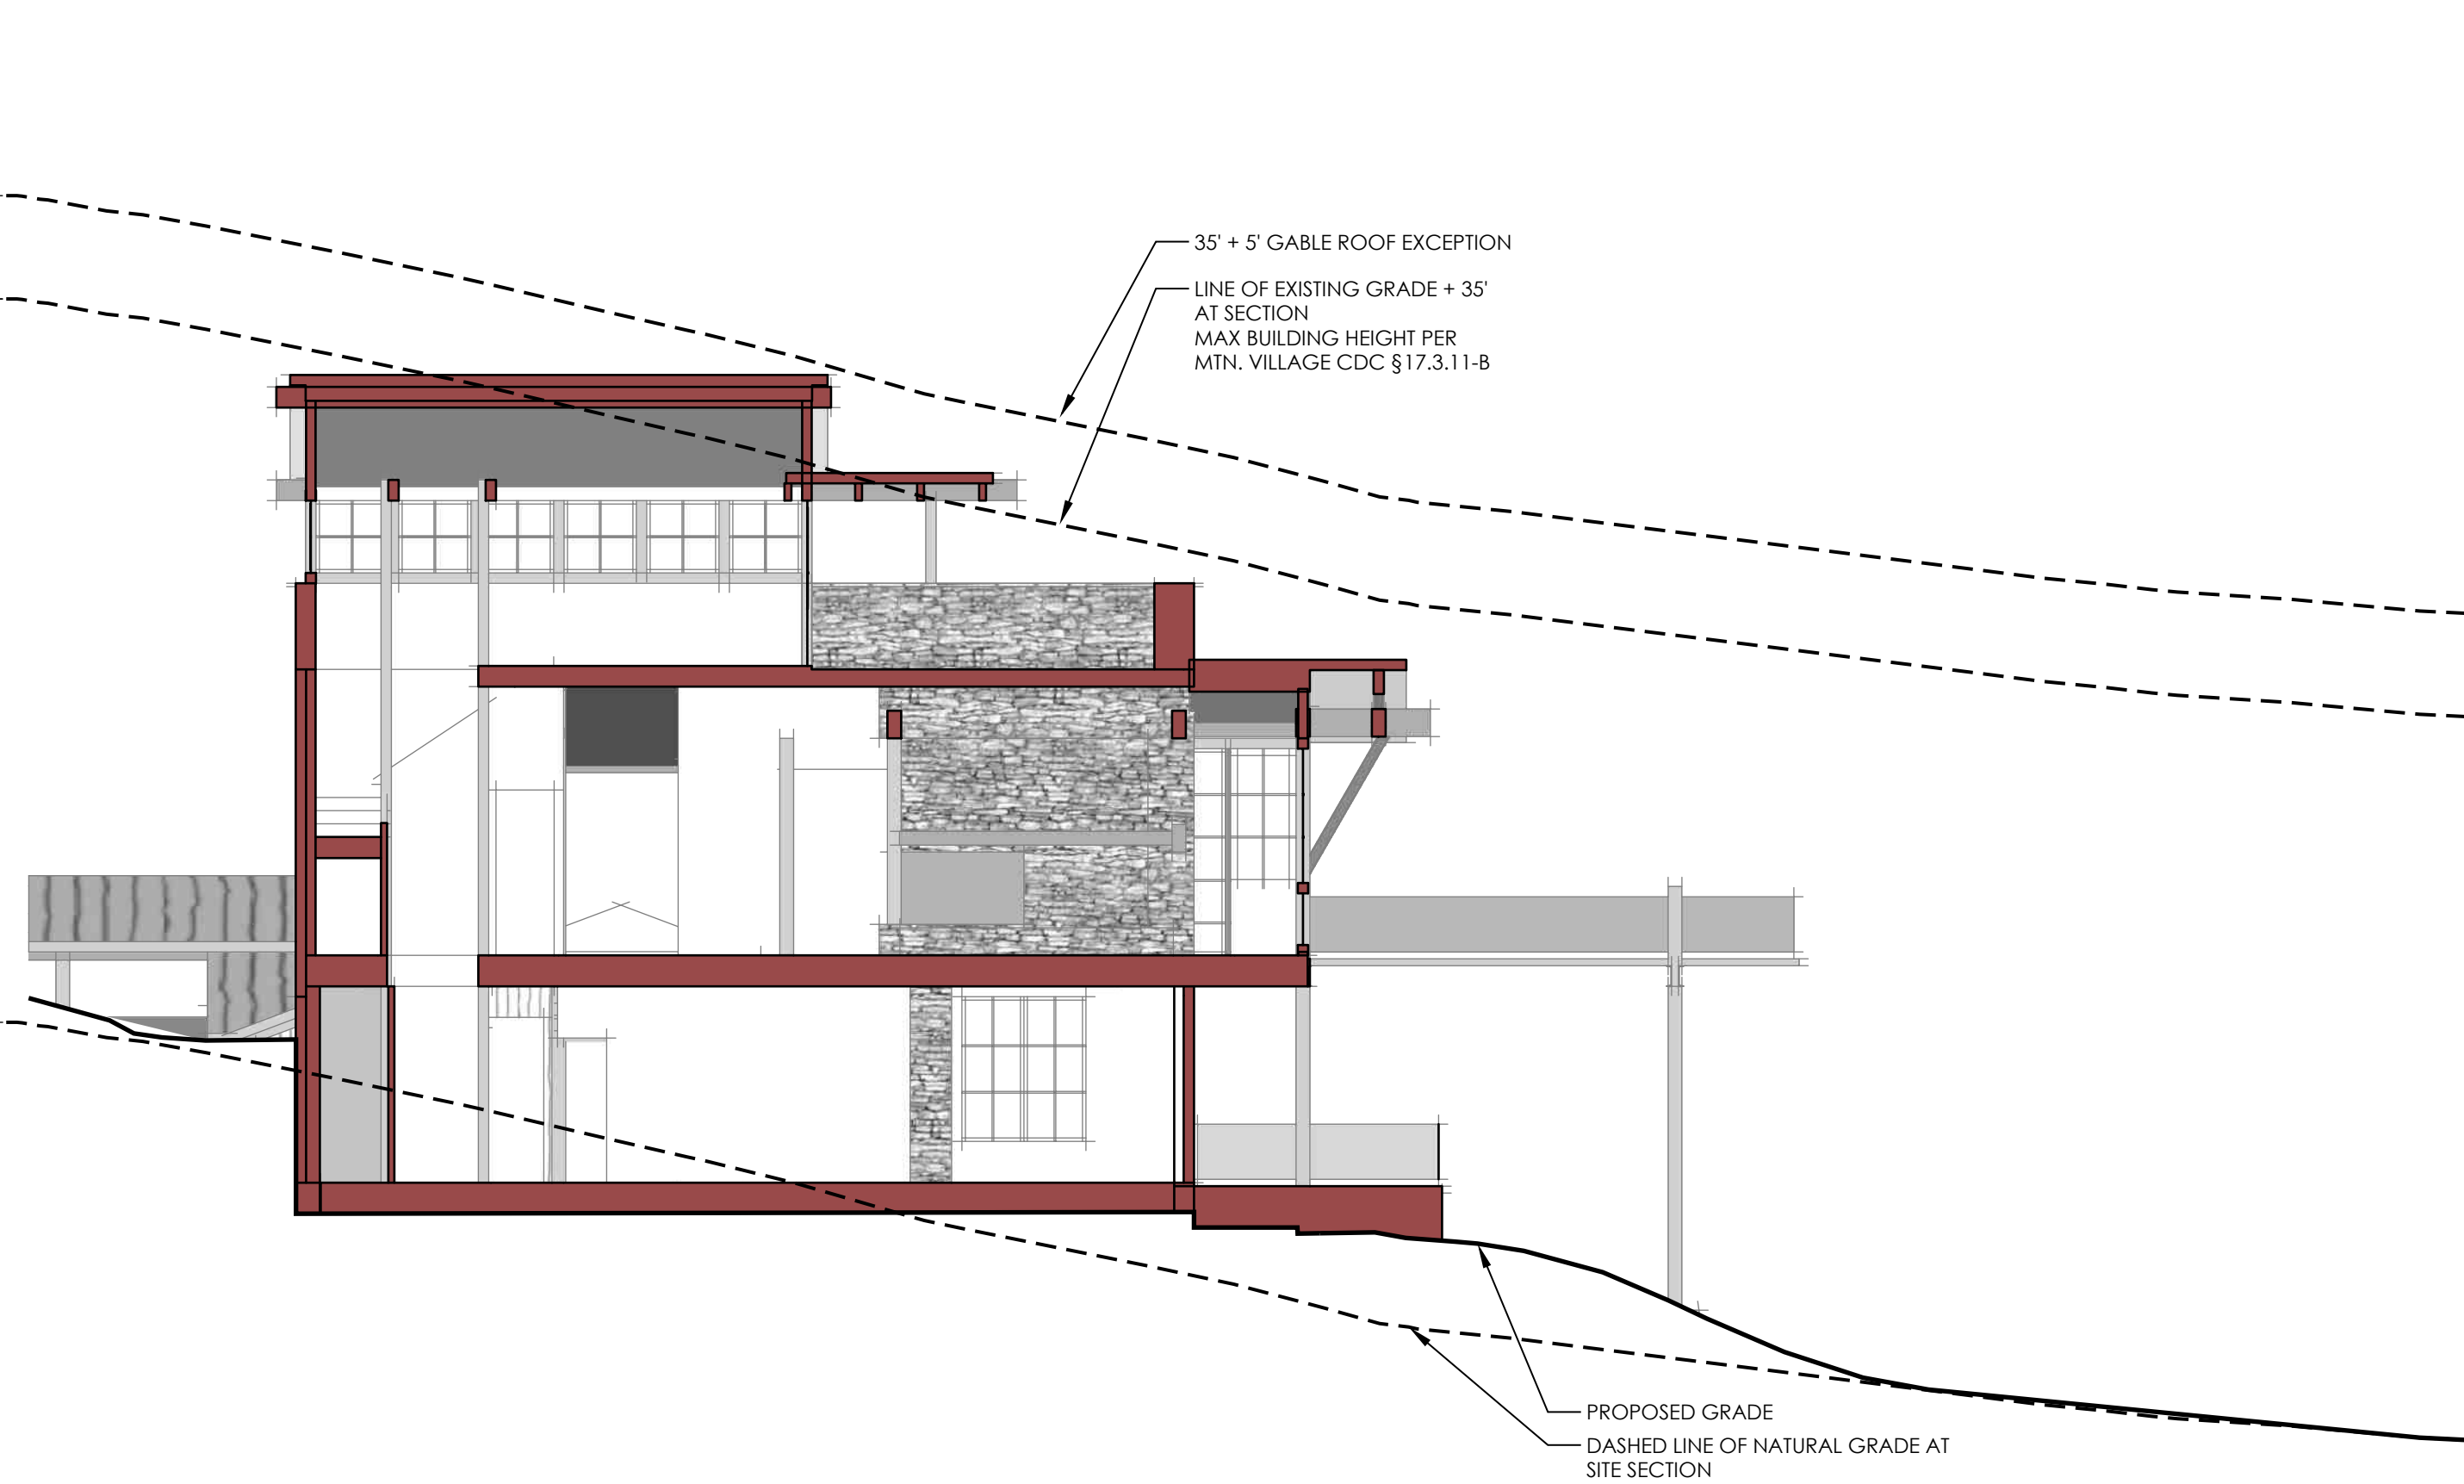 35' + 5' GABLE ROOF EXCEPTION
LINE OF EXISTING GRADE + 35'
AT SECTION
MAX BUILDING HEIGHT PER
MTN. VILLAGE CDC §17.3.11-B
PROPOSED GRADE
DASHED LINE OF NATURAL GRADE AT
SITE SECTION